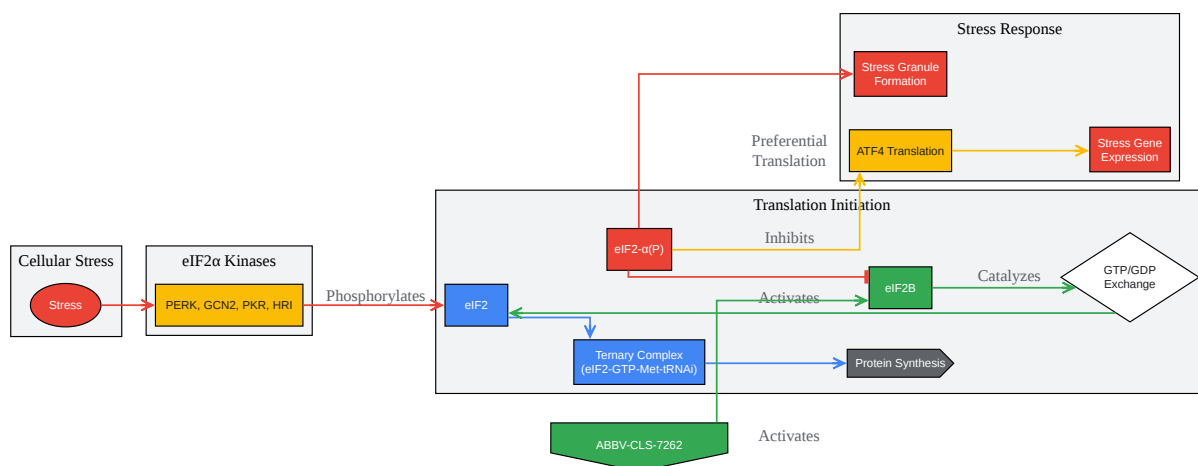 Stress Response
Stress Granule
Formation
Preferential
Translation
ATF4 Translation
Stress Gene
Expression
Translation Initiation
eIF2-α(P)
Inhibits
Cellular Stress
eIF2α Kinases
Stress
PERK, GCN2, PKR, HRI
Phosphorylates
eIF2
Activates
eIF2B
Catalyzes
GTP/GDP
Exchange
Ternary Complex
(eIF2-GTP-Met-tRNAi)
Protein Synthesis
ABBV-CLS-7262
Activates